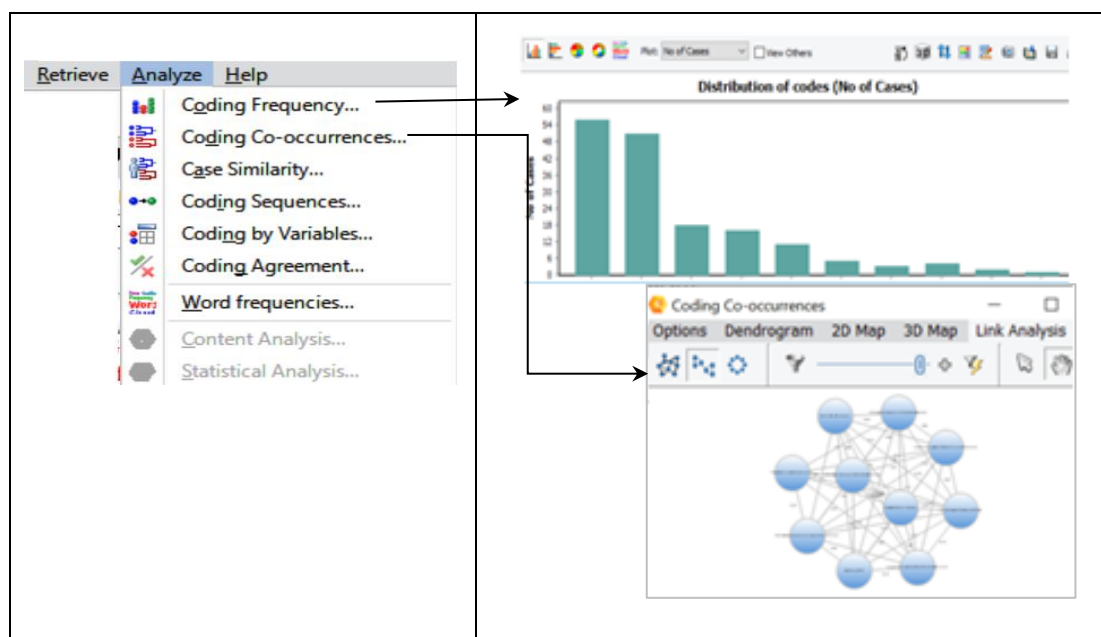 Retrieve Analyze Help
Coding Frequency...
Coding Co-occurrences...
Case Similarity...
Coding Sequences...
Coding by Variables...
Coding Agreement...
Word frequencies...
Content Analysis...
Statistical Analysis...
Plot: No of Cases View Others
Distribution of codes (No of Cases)
No of Cases
60
54
48
42
36
30
24
18
12
6
0
Coding Co-occurrences
Options Dendrogram 2D Map 3D Map Link Analysis